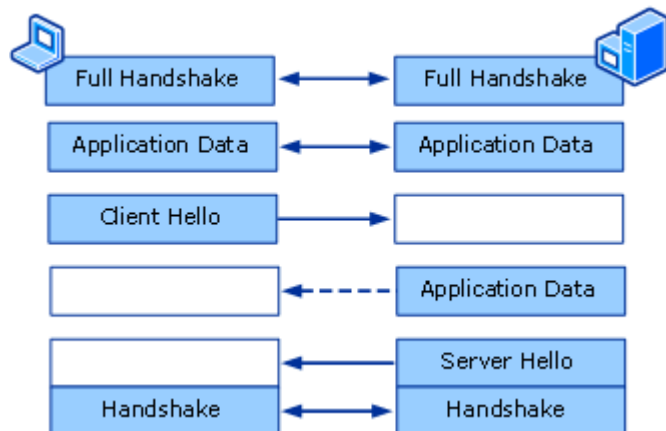 Full Handshake
Full Handshake
Application Data
Application Data
Client Hello
Application Data
Server Hello
Handshake
Handshake